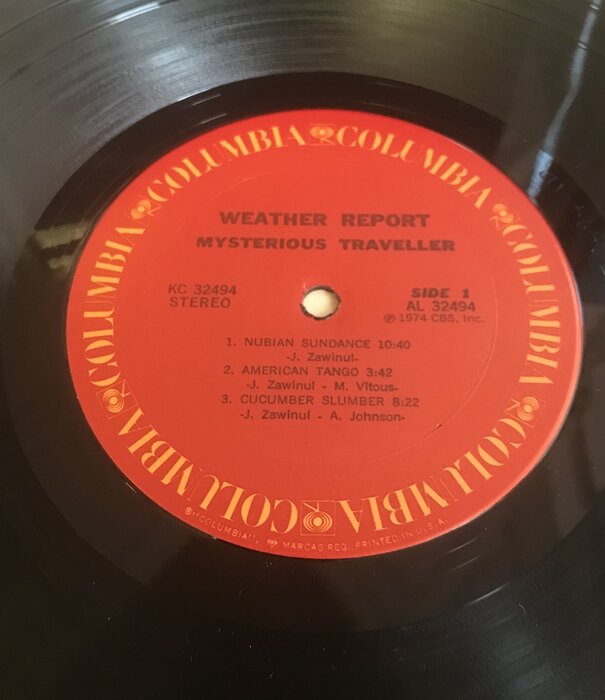 COLUMBIA COLUMBIA COLUMBIA COLUMBIA COLUMBIA COLUMBIA
WEATHER REPORT
MYSTERIOUS TRAVELLER
KC 32494
STEREO
SIDE 1
AL 32494
℗ 1974 CBS, Inc.
1. NUBIAN SUNDANCE 10:40
-J. Zawinul-
2. AMERICAN TANGO 3:42
-J. Zawinul - M. Vitous-
3. CUCUMBER SLUMBER 8:22
-J. Zawinul - A. Johnson-
®"COLUMBIA", MARCAS REG. PRINTED IN U.S.A.